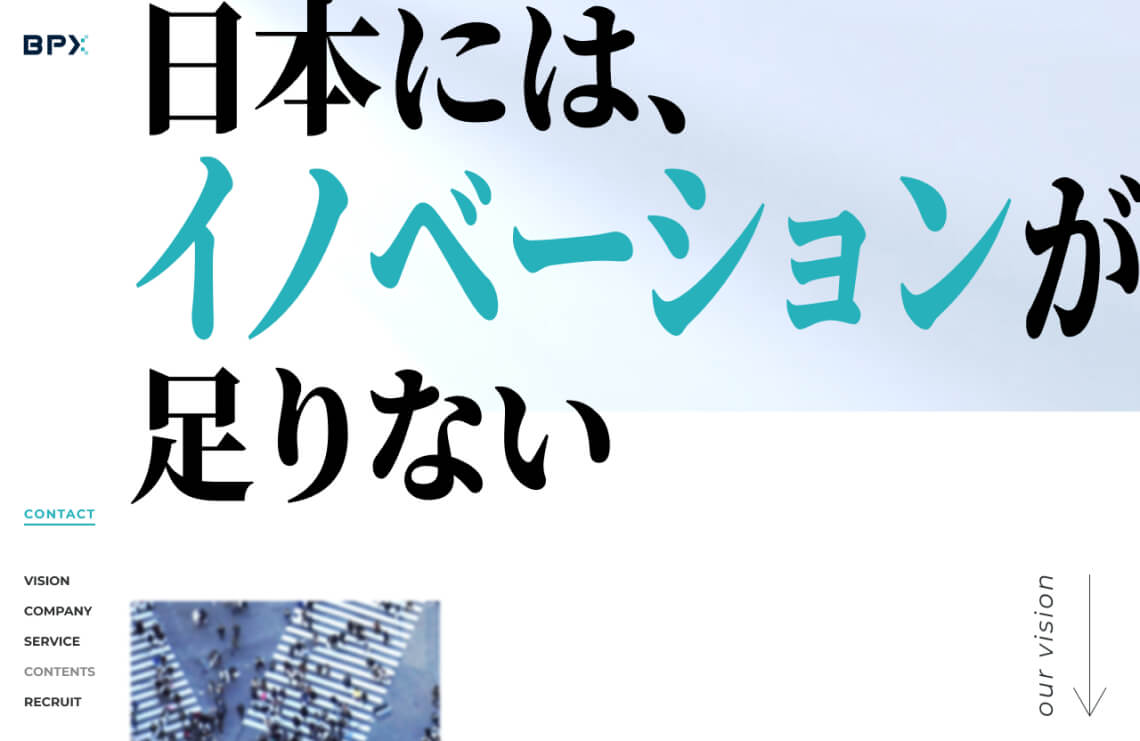 BPX
日本には、
イノベーションが
足りない
CONTACT
VISION
COMPANY
SERVICE
CONTENTS
RECRUIT
our vision